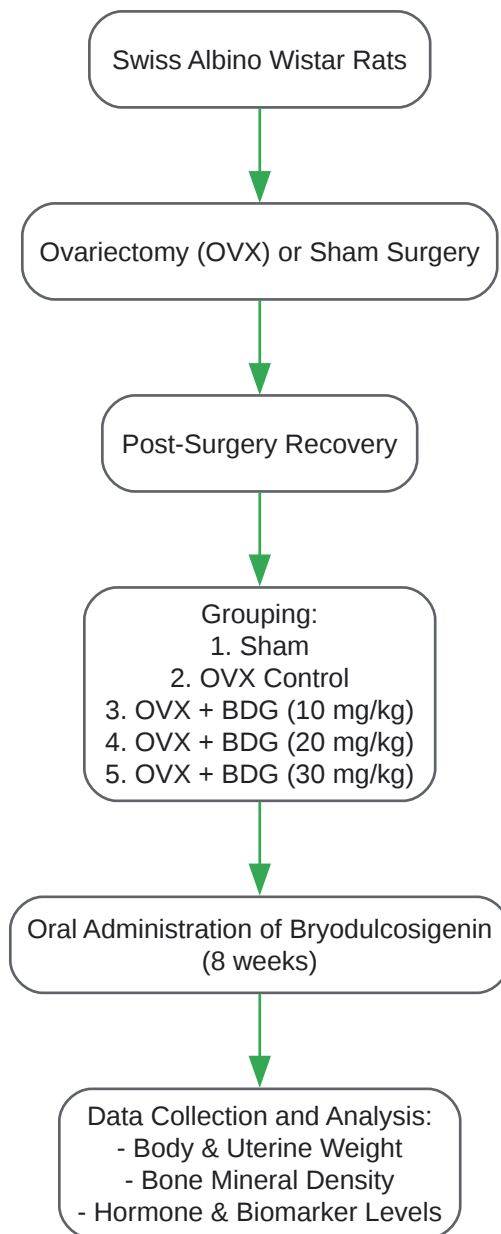 Swiss Albino Wistar Rats
Ovariectomy (OVX) or Sham Surgery
Post-Surgery Recovery
Grouping:
1. Sham
2. OVX Control
3. OVX + BDG (10 mg/kg)
4. OVX + BDG (20 mg/kg)
5. OVX + BDG (30 mg/kg)
Oral Administration of Bryodulcosigenin
(8 weeks)
Data Collection and Analysis:
- Body & Uterine Weight
- Bone Mineral Density
- Hormone & Biomarker Levels